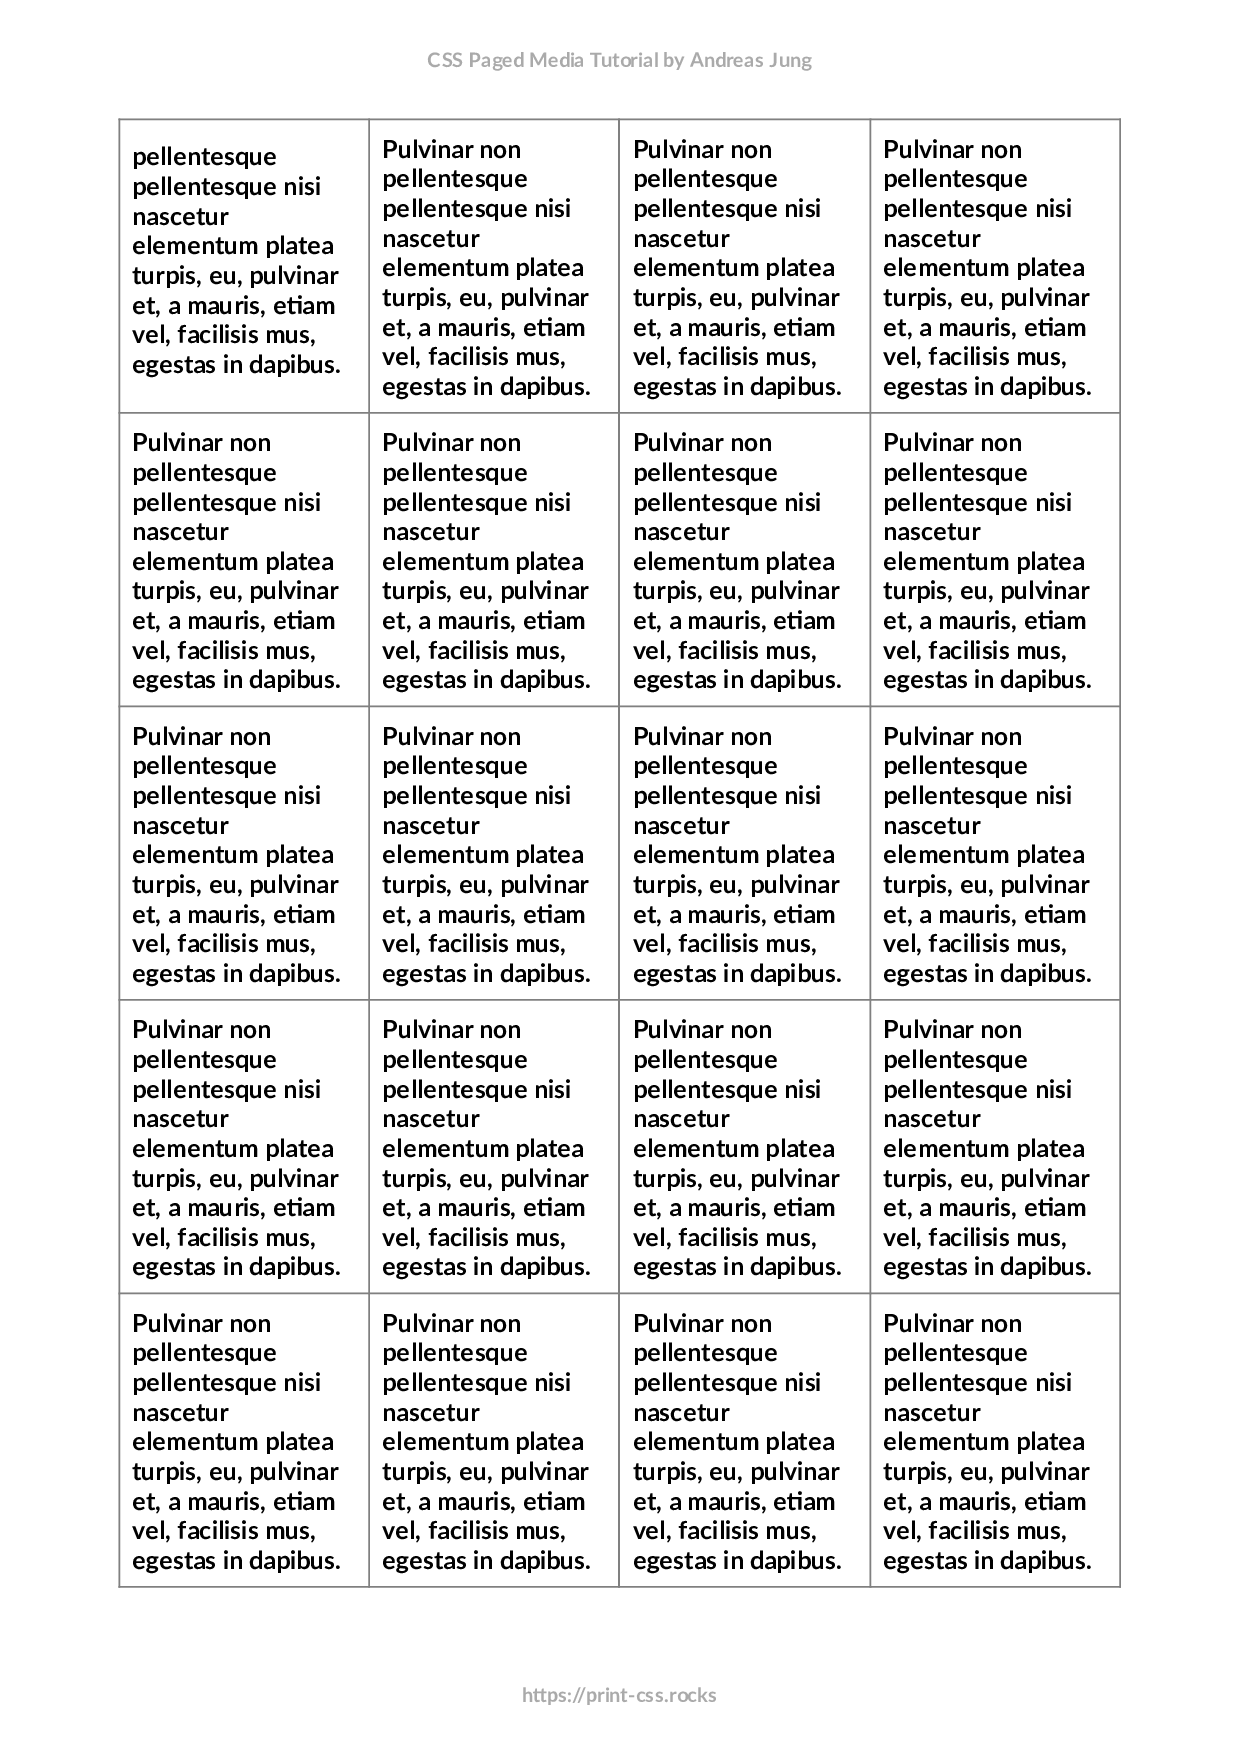 CSS Paged Media Tutorial by Andreas Jung
pellentesque
pellentesque nisi
nascetur
elementum platea
turpis, eu, pulvinar
et, a mauris, etiam
vel, facilisis mus,
egestas in dapibus.
Pulvinar non
pellentesque
pellentesque nisi
nascetur
elementum platea
turpis, eu, pulvinar
et, a mauris, etiam
vel, facilisis mus,
egestas in dapibus.
Pulvinar non
pellentesque
pellentesque nisi
nascetur
elementum platea
turpis, eu, pulvinar
et, a mauris, etiam
vel, facilisis mus,
egestas in dapibus.
Pulvinar non
pellentesque
pellentesque nisi
nascetur
elementum platea
turpis, eu, pulvinar
et, a mauris, etiam
vel, facilisis mus,
egestas in dapibus.
Pulvinar non
pellentesque
pellentesque nisi
nascetur
elementum platea
turpis, eu, pulvinar
et, a mauris, etiam
vel, facilisis mus,
egestas in dapibus.
Pulvinar non
pellentesque
pellentesque nisi
nascetur
elementum platea
turpis, eu, pulvinar
et, a mauris, etiam
vel, facilisis mus,
egestas in dapibus.
Pulvinar non
pellentesque
pellentesque nisi
nascetur
elementum platea
turpis, eu, pulvinar
et, a mauris, etiam
vel, facilisis mus,
egestas in dapibus.
Pulvinar non
pellentesque
pellentesque nisi
nascetur
elementum platea
turpis, eu, pulvinar
et, a mauris, etiam
vel, facilisis mus,
egestas in dapibus.
Pulvinar non
pellentesque
pellentesque nisi
nascetur
elementum platea
turpis, eu, pulvinar
et, a mauris, etiam
vel, facilisis mus,
egestas in dapibus.
Pulvinar non
pellentesque
pellentesque nisi
nascetur
elementum platea
turpis, eu, pulvinar
et, a mauris, etiam
vel, facilisis mus,
egestas in dapibus.
Pulvinar non
pellentesque
pellentesque nisi
nascetur
elementum platea
turpis, eu, pulvinar
et, a mauris, etiam
vel, facilisis mus,
egestas in dapibus.
Pulvinar non
pellentesque
pellentesque nisi
nascetur
elementum platea
turpis, eu, pulvinar
et, a mauris, etiam
vel, facilisis mus,
egestas in dapibus.
Pulvinar non
pellentesque
pellentesque nisi
nascetur
elementum platea
turpis, eu, pulvinar
et, a mauris, etiam
vel, facilisis mus,
egestas in dapibus.
Pulvinar non
pellentesque
pellentesque nisi
nascetur
elementum platea
turpis, eu, pulvinar
et, a mauris, etiam
vel, facilisis mus,
egestas in dapibus.
Pulvinar non
pellentesque
pellentesque nisi
nascetur
elementum platea
turpis, eu, pulvinar
et, a mauris, etiam
vel, facilisis mus,
egestas in dapibus.
Pulvinar non
pellentesque
pellentesque nisi
nascetur
elementum platea
turpis, eu, pulvinar
et, a mauris, etiam
vel, facilisis mus,
egestas in dapibus.
Pulvinar non
pellentesque
pellentesque nisi
nascetur
elementum platea
turpis, eu, pulvinar
et, a mauris, etiam
vel, facilisis mus,
egestas in dapibus.
Pulvinar non
pellentesque
pellentesque nisi
nascetur
elementum platea
turpis, eu, pulvinar
et, a mauris, etiam
vel, facilisis mus,
egestas in dapibus.
Pulvinar non
pellentesque
pellentesque nisi
nascetur
elementum platea
turpis, eu, pulvinar
et, a mauris, etiam
vel, facilisis mus,
egestas in dapibus.
Pulvinar non
pellentesque
pellentesque nisi
nascetur
elementum platea
turpis, eu, pulvinar
et, a mauris, etiam
vel, facilisis mus,
egestas in dapibus.
https://print-css.rocks